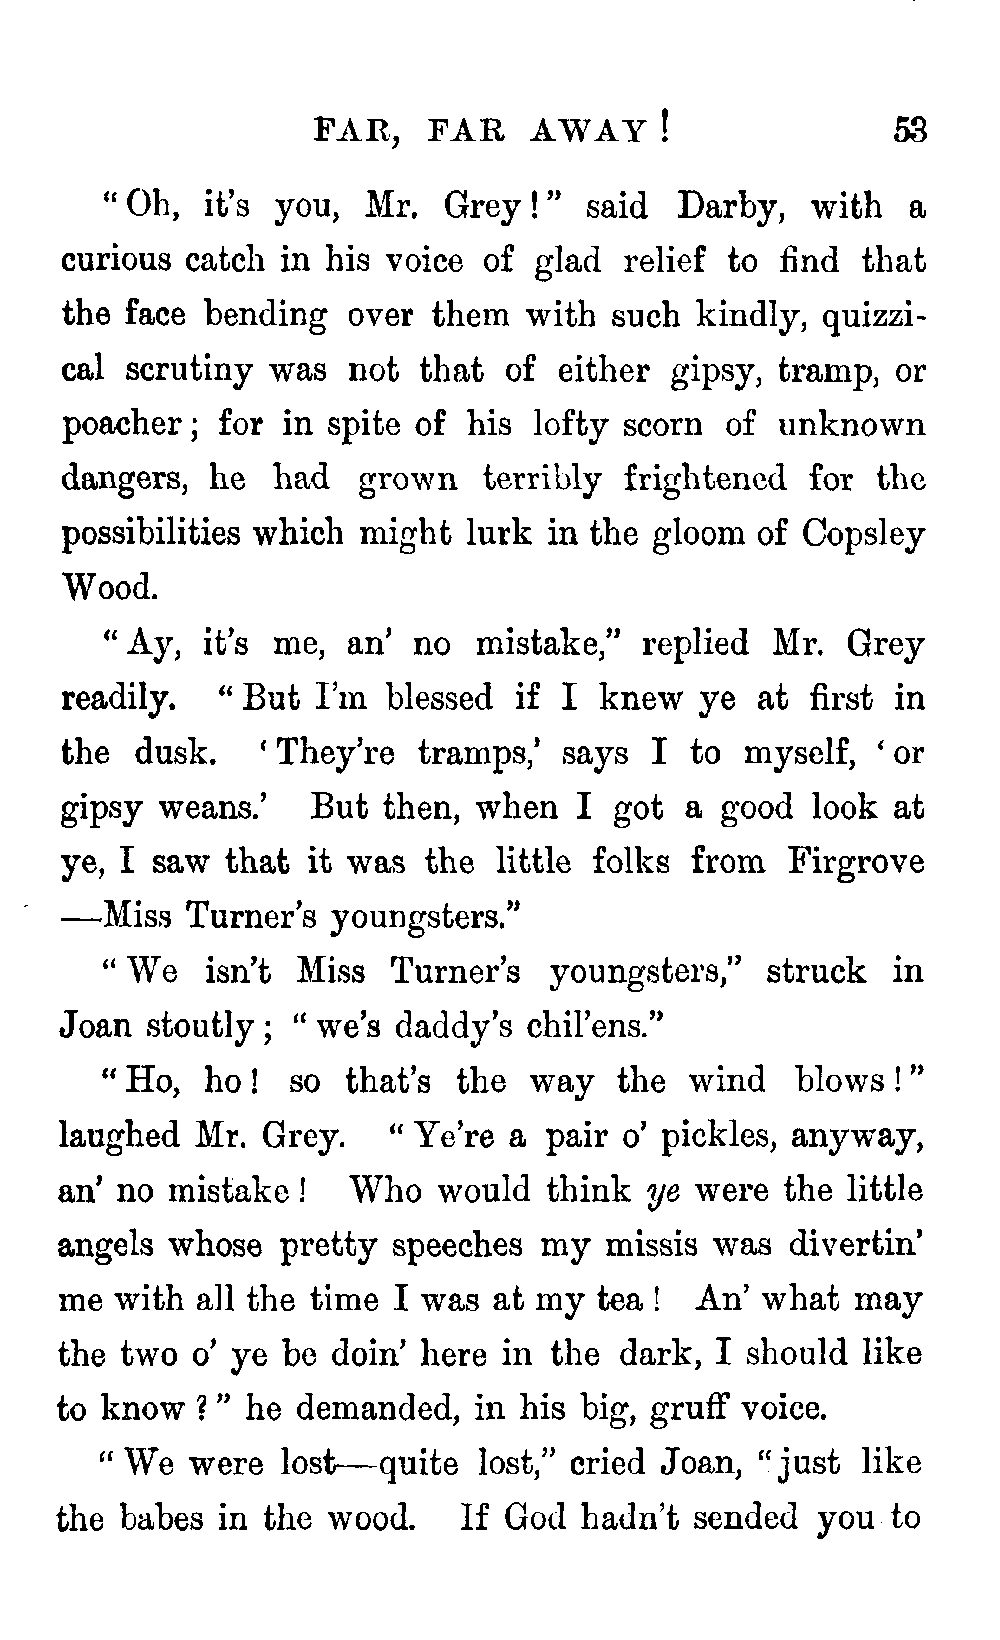 FAR, FAR AWAY! 53
"Oh, it's you, Mr. Grey!" said Darby, with a
curious catch in his voice of glad relief to find that
the face bending over them with such kindly, quizzi-
cal scrutiny was not that of either gipsy, tramp, or
poacher; for in spite of his lofty scorn of unknown
dangers, he had grown terribly frightened for the
possibilities which might lurk in the gloom of Copsley
Wood.
"Ay, it's me, an' no mistake," replied Mr. Grey
readily. "But I'm blessed if I knew ye at first in
the dusk. 'They're tramps,' says I to myself, 'or
gipsy weans.' But then, when I got a good look at
ye, I saw that it was the little folks from Firgrove
—Miss Turner's youngsters."
"We isn't Miss Turner's youngsters," struck in
Joan stoutly; "we's daddy's chil'ens."
"Ho, ho! so that's the way the wind blows!"
laughed Mr. Grey. "Ye're a pair o' pickles, anyway,
an' no mistake! Who would think ye were the little
angels whose pretty speeches my missis was divertin'
me with all the time I was at my tea! An' what may
the two o' ye be doin' here in the dark, I should like
to know?" he demanded, in his big, gruff voice.
"We were lost—quite lost," cried Joan, "just like
the babes in the wood. If God hadn't sended you to